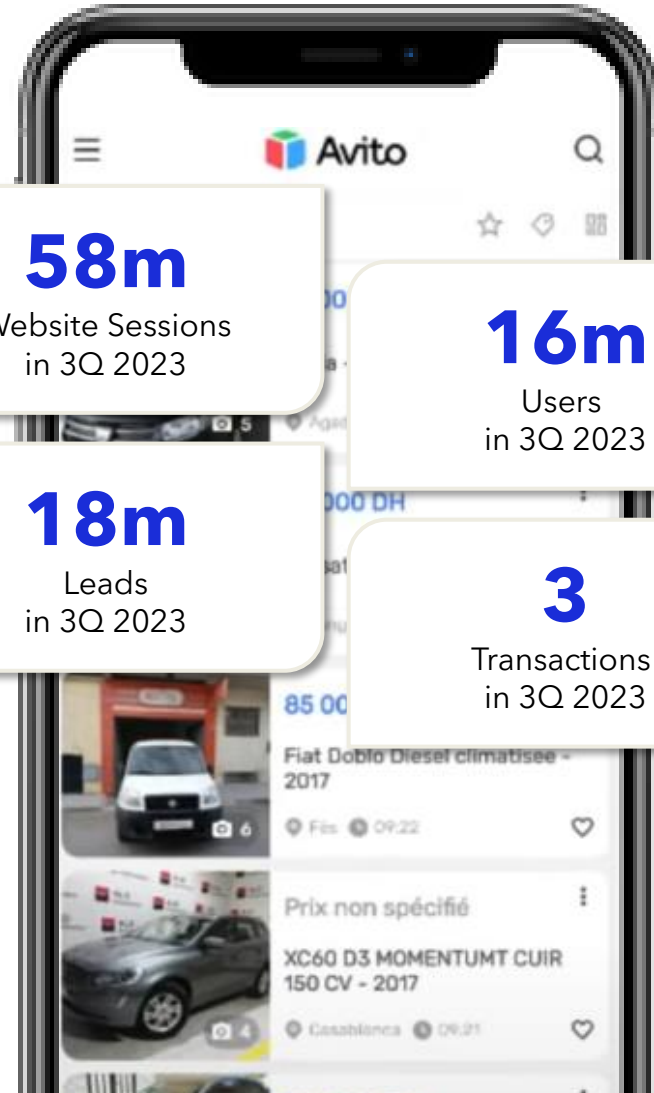 Avito
58m
Website Sessions
in 3Q 2023
16m
Users
in 3Q 2023
5
000 DH
18m
Leads
in 3Q 2023
3
Transactions
in 3Q 2023
85 00
Fiat Doblo Diesel climatisee -
2017
6
Fès 09:22
Prix non spécifié
XC60 D3 MOMENTUMT CUIR
150 CV - 2017
4
Casablanca 09:21